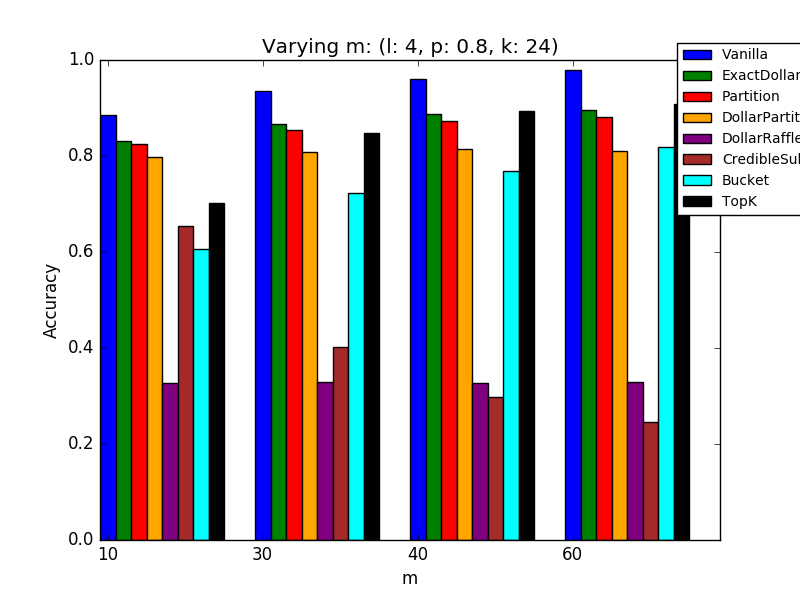 Varying m: (l: 4, p: 0.8, k: 24)
1.0
0.8
0.6
0.4
0.2
0.0
Accuracy
10
30
40
60
m
Vanilla
ExactDollar
Partition
DollarPartit
DollarRaffle
CredibleSu
Bucket
TopK